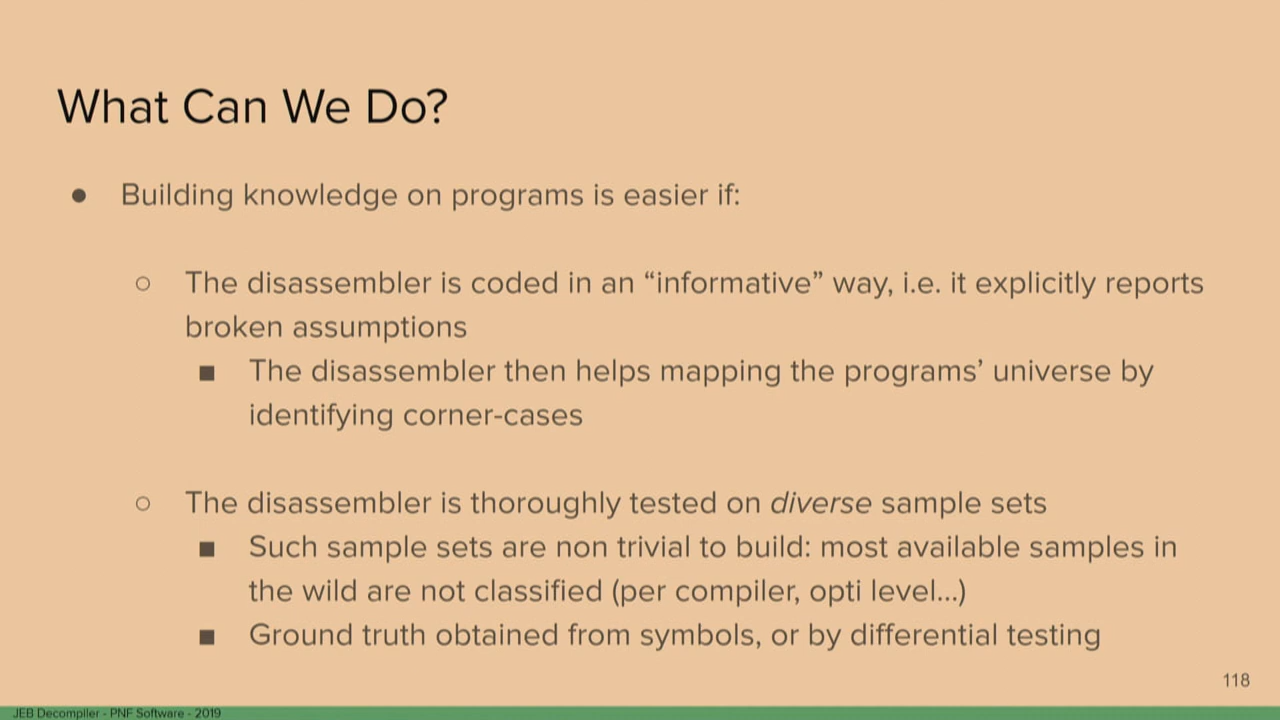 What Can We Do?
● Building knowledge on programs is easier if:
○ The disassembler is coded in an “informative” way, i.e. it explicitly reports
broken assumptions
■ The disassembler then helps mapping the programs’ universe by
identifying corner-cases
○ The disassembler is thoroughly tested on diverse sample sets
■ Such sample sets are non trivial to build: most available samples in
the wild are not classified (per compiler, opti level...)
■ Ground truth obtained from symbols, or by differential testing
118
JEB Decompiler - PNF Software - 2019